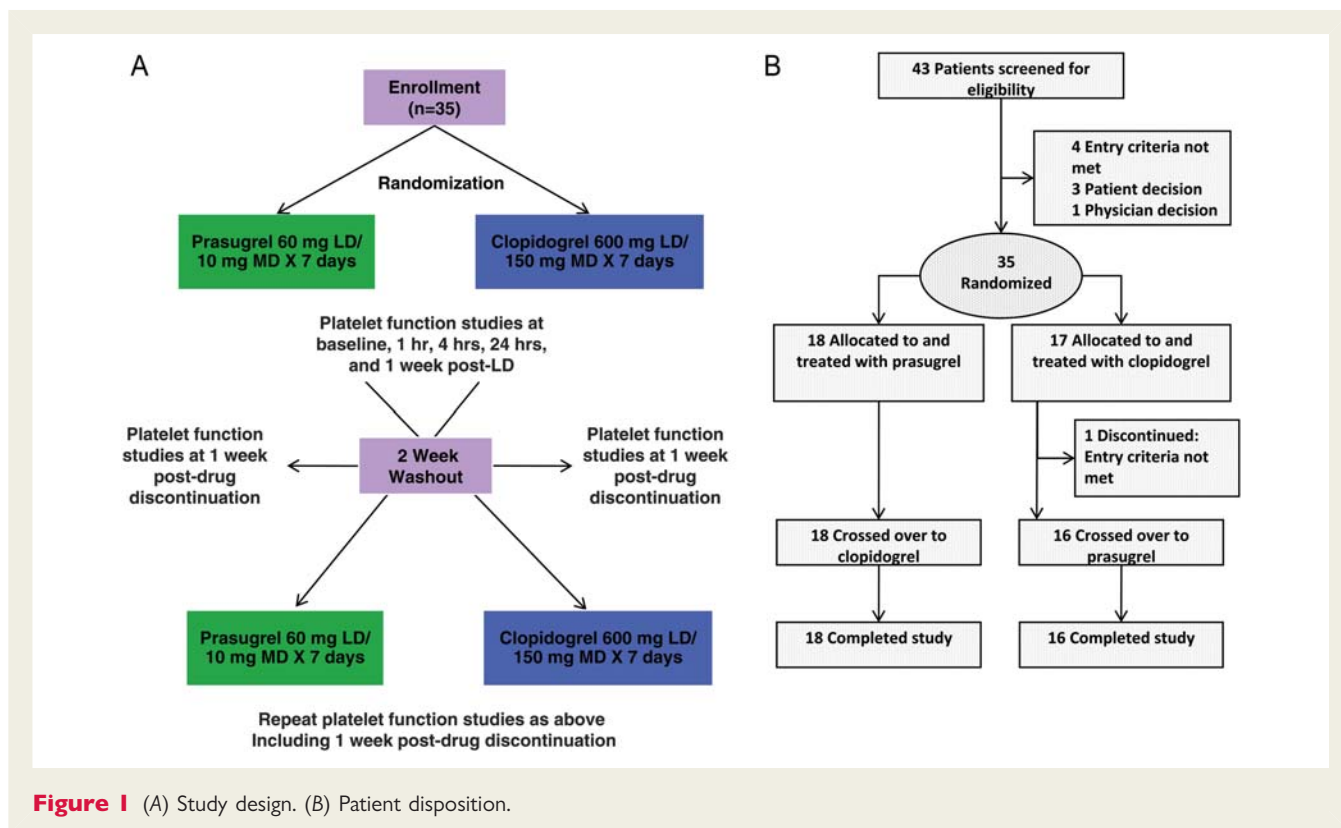 A
Enrollment
(n=35)
Randomization
Prasugrel 60 mg LD/
10 mg MD X 7 days
Clopidogrel 600 mg LD/
150 mg MD X 7 days
Platelet function studies at
baseline, 1 hr, 4 hrs, 24 hrs,
and 1 week post-LD
Platelet function
studies at 1 week
post-drug
discontinuation
2 Week
Washout
Platelet function
studies at 1 week
post-drug
discontinuation
Prasugrel 60 mg LD/
10 mg MD X 7 days
Clopidogrel 600 mg LD/
150 mg MD X 7 days
Repeat platelet function studies as above
Including 1 week post-drug discontinuation
B
43 Patients screened for
eligibility
4 Entry criteria not
met
3 Patient decision
1 Physician decision
35
Randomized
18 Allocated to and
treated with prasugrel
17 Allocated to and
treated with clopidogrel
1 Discontinued:
Entry criteria not
met
18 Crossed over to
clopidogrel
16 Crossed over to
prasugrel
18 Completed study
16 Completed study
Figure 1 (A) Study design. (B) Patient disposition.